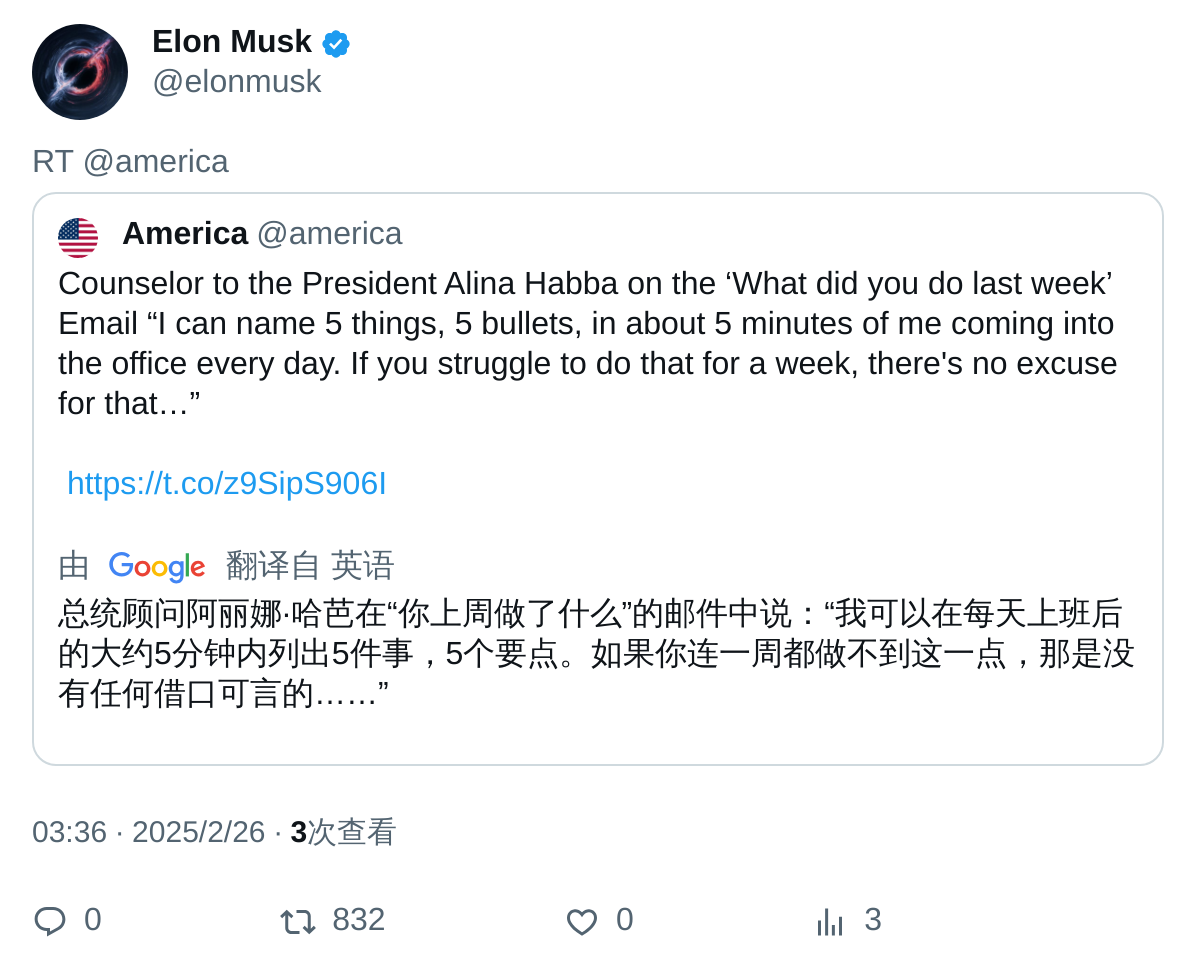 Elon Musk
@elonmusk
RT @america
America @america
Counselor to the President Alina Habba on the ‘What did you do last week’
Email “I can name 5 things, 5 bullets, in about 5 minutes of me coming into
the office every day. If you struggle to do that for a week, there's no excuse
for that…”
https://t.co/z9SipS906I
由 Google 翻译自 英语
总统顾问阿丽娜·哈芭在“你上周做了什么”的邮件中说：“我可以在每天上班后
的大约5分钟内列出5件事，5个要点。如果你连一周都做不到这一点，那是没
有任何借口可言的……”
03:36 · 2025/2/26 · 3次查看
0 832 0 3